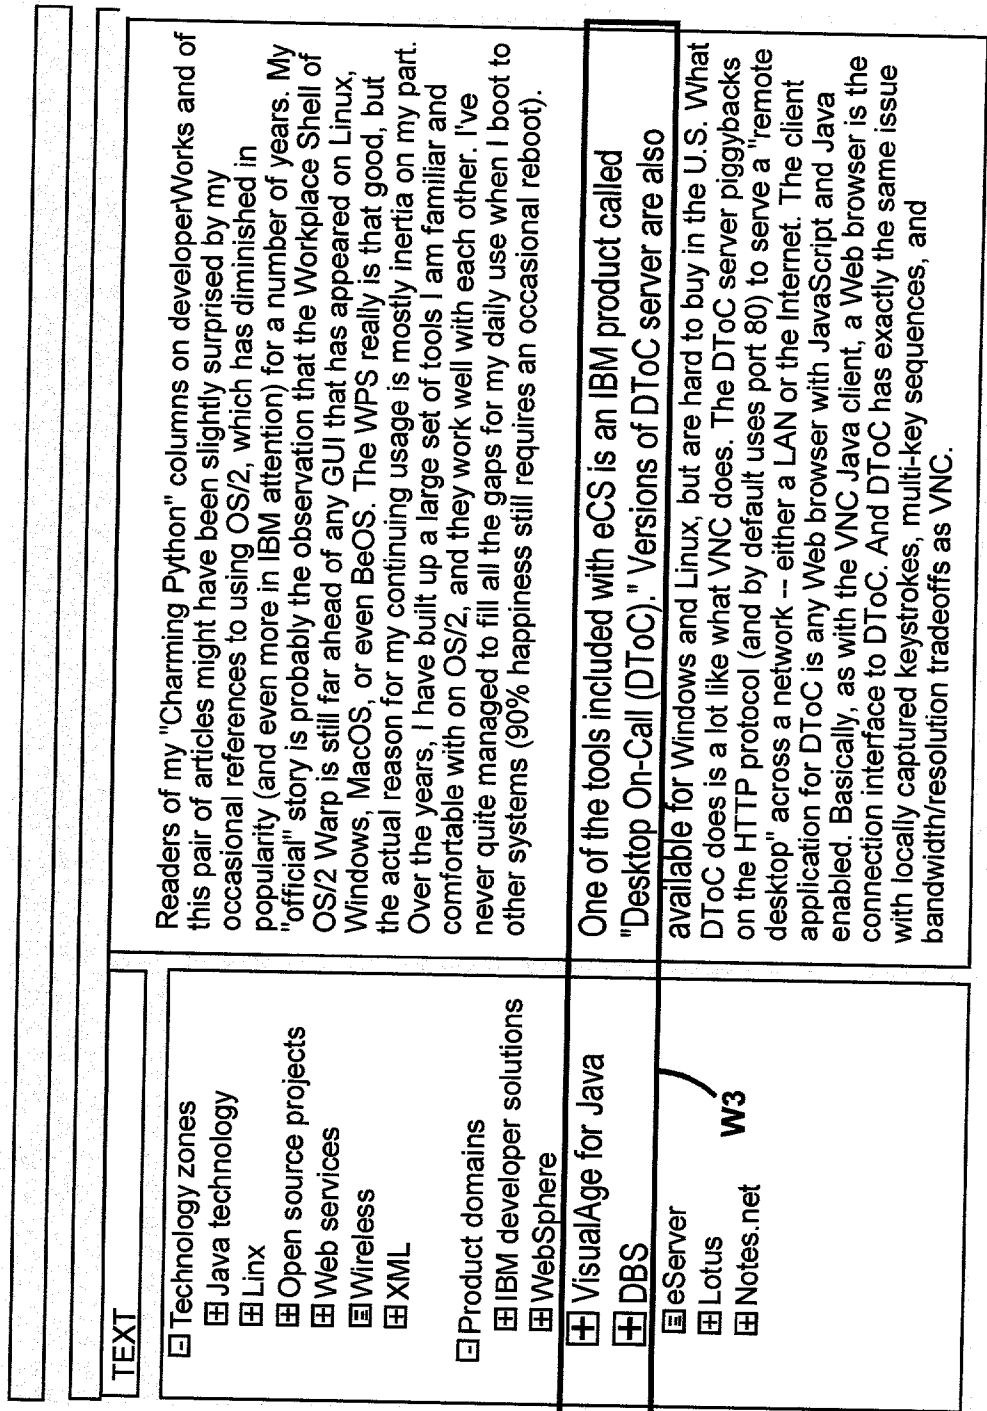 TEXT
Technology zones
Java technology
Linx
Open source projects
Web services
Wireless
XML
Product domains
IBM developer solutions
WebSphere
VisualAge for Java
DBS
eServer
Lotus
Notes.net
W3
Readers of my "Charming Python" columns on developerWorks and of
this pair of articles might have been slightly surprised by my
occasional references to using OS/2, which has diminished in
popularity (and even more in IBM attention) for a number of years. My
"official" story is probably the observation that the Workplace Shell of
OS/2 Warp is still far ahead of any GUI that has appeared on Linux,
Windows, MacOS, or even BeOS. The WPS really is that good, but
the actual reason for my continuing usage is mostly inertia on my part.
Over the years, I have built up a large set of tools I am familiar and
comfortable with on OS/2, and they work well with each other. I've
never quite managed to fill all the gaps for my daily use when I boot to
other systems (90% happiness still requires an occasional reboot).
One of the tools included with eCS is an IBM product called
"Desktop On-Call (DToC)." Versions of DToC server are also
available for Windows and Linux, but are hard to buy in the U.S. What
DToC does is a lot like what VNC does. The DToC server piggybacks
on the HTTP protocol (and by default uses port 80) to serve a "remote
desktop" across a network -- either a LAN or the Internet. The client
application for DToC is any Web browser with JavaScript and Java
enabled. Basically, as with the VNC Java client, a Web browser is the
connection interface to DToC. And DToC has exactly the same issue
with locally captured keystrokes, multi-key sequences, and
bandwidth/resolution tradeoffs as VNC.